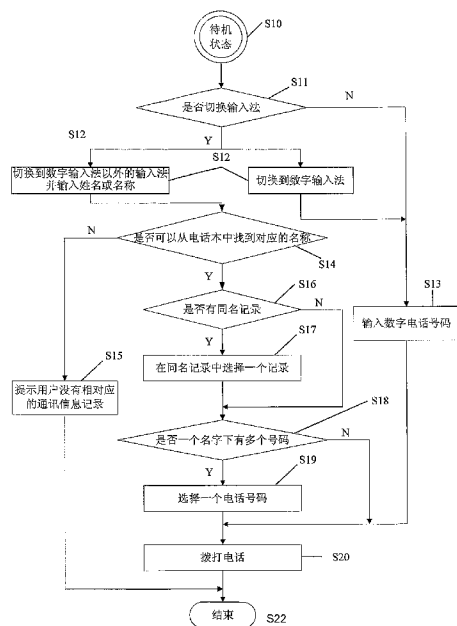 待机
状态
S10
S11
是否切换输入法
N
S12
Y
S12
切换到数字输入法以外的输入法
并输入姓名或名称
切换到数字输入法
N
是否可以从电话本中找到对应的名称
S14
Y
S16
S13
是否有同名记录
N
输入数字电话号码
Y
S17
S15
在同名记录中选择一个记录
提示用户没有相对应
的通讯信息记录
S18
是否一个名字下有多个号码
N
Y
S19
选择一个电话号码
拨打电话
S20
结束
S22